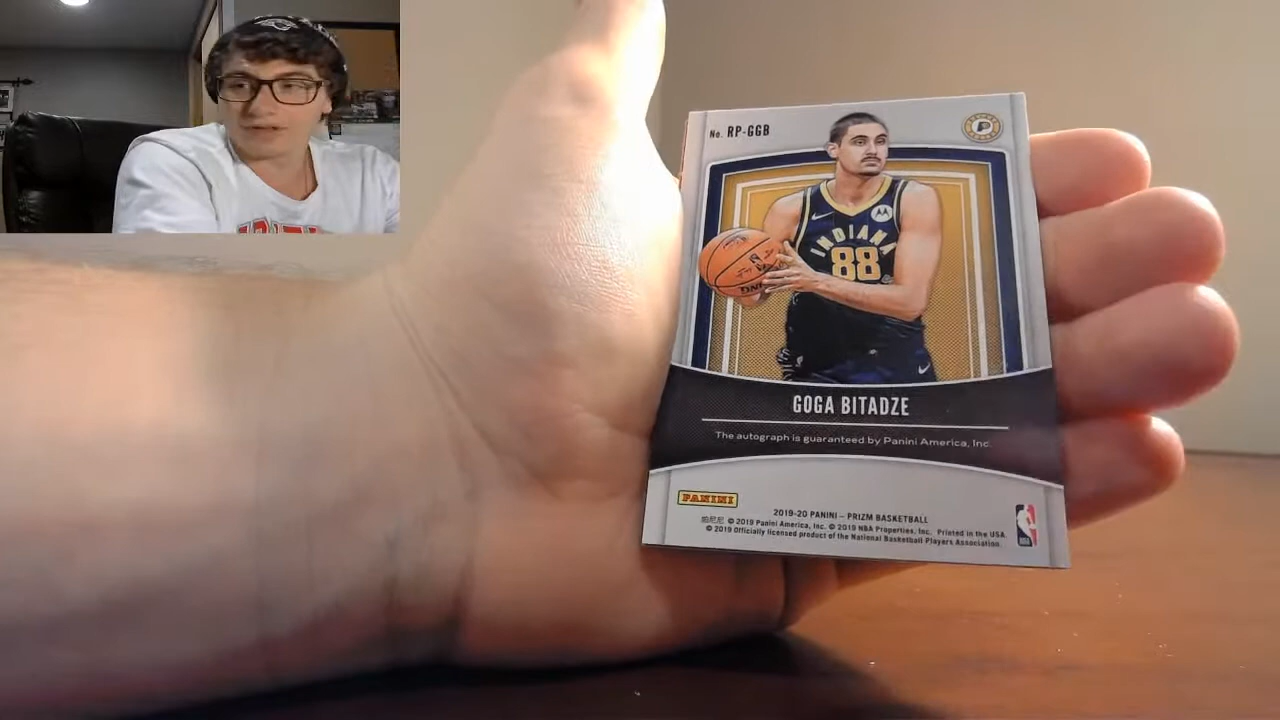 No. RP-GGB
P
INDIANA
88
GOGA BITADZE
The autograph is guaranteed by Panini America, Inc.
PANINI
2019-20 PANINI – PRIZM BASKETBALL
© 2019 Panini America, Inc. © 2019 NBA Properties, Inc. Printed in the USA.
© 2019 Officially licensed product of the National Basketball Players Association.